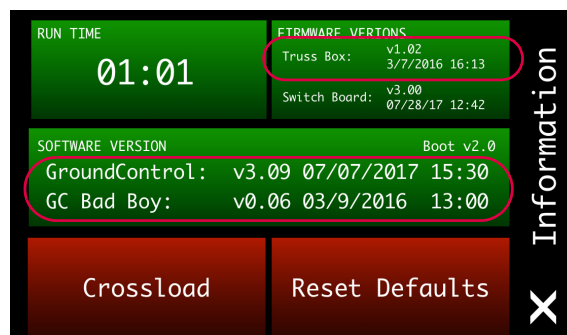 RUN TIME
01:01
FIRMWARE VERIONS
Truss Box: v1.02
3/7/2016 16:13
Switch Board: v3.00
07/28/17 12:42
SOFTWARE VERSION Boot v2.0
GroundControl: v3.09 07/07/2017 15:30
GC Bad Boy: v0.06 03/9/2016 13:00
Crossload
Reset Defaults
Information
X